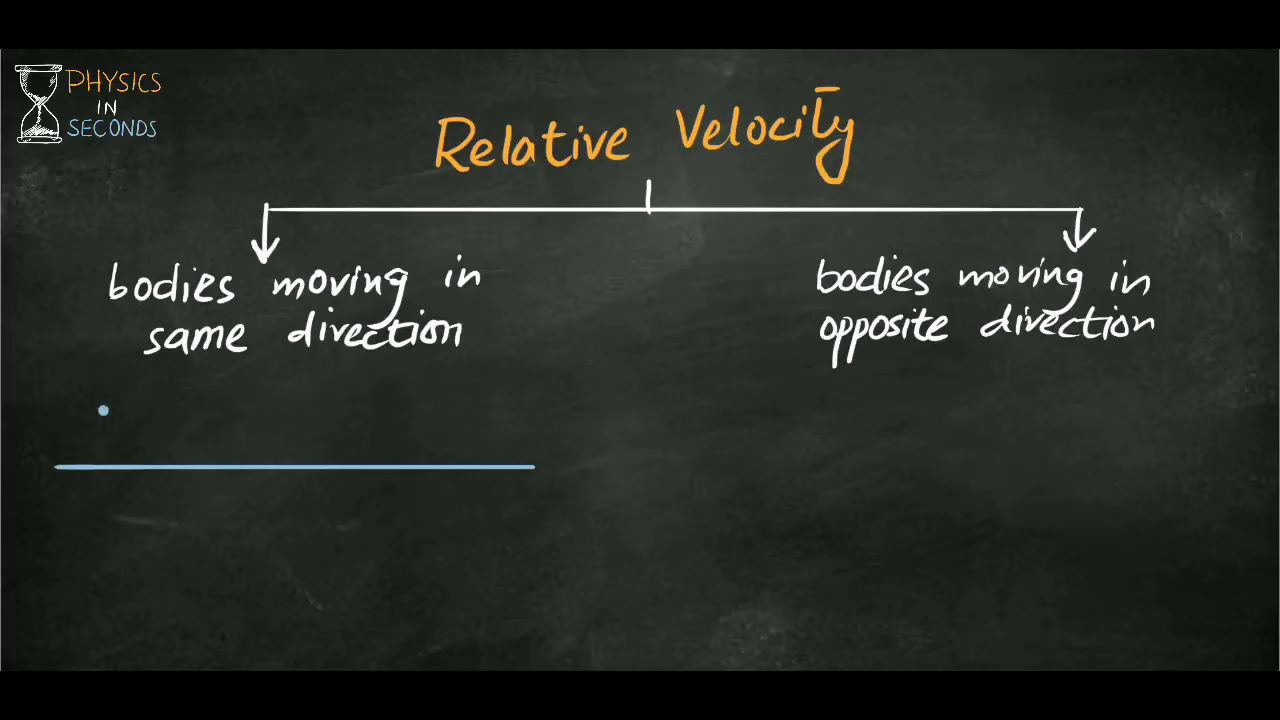 PHYSICS
IN
SECONDS
Relative Velocity
bodies moving in
same direction
bodies moving in
opposite direction